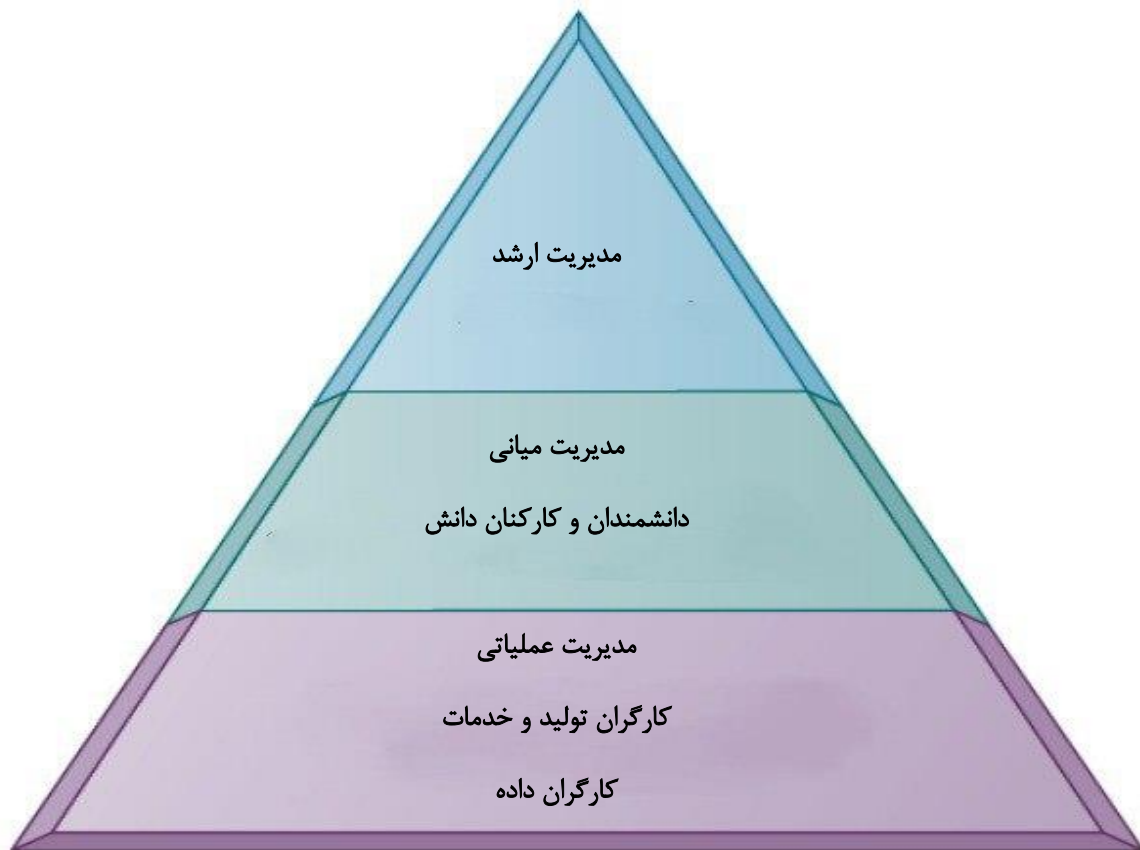 مدیریت ارشد
مدیریت میانی
دانشمندان و کارکنان دانش
مدیریت عملیاتی
کارگران تولید و خدمات
کارگران داده